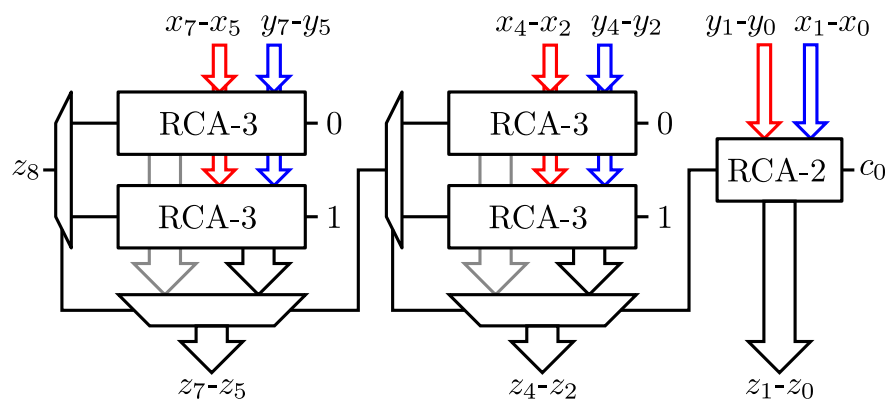 x₇-x₅ y₇-y₅ x₄-x₂ y₄-y₂ y₁-y₀ x₁-x₀
RCA-3 0 RCA-3 0
z₈ RCA-2 c₀
RCA-3 1 RCA-3 1
z₇-z₅ z₄-z₂ z₁-z₀